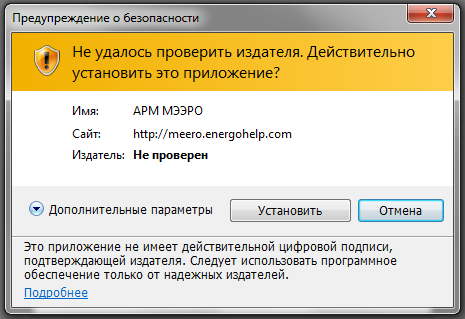 Предупреждение о безопасности
Не удалось проверить издателя. Действительно
установить это приложение?
Имя: АРМ МЭЭРО
Сайт: http://meero.energohelp.com
Издатель: Не проверен
Дополнительные параметры Установить Отмена
Это приложение не имеет действительной цифровой подписи,
подтверждающей издателя. Следует использовать программное
обеспечение только от надежных издателей.
Подробнее